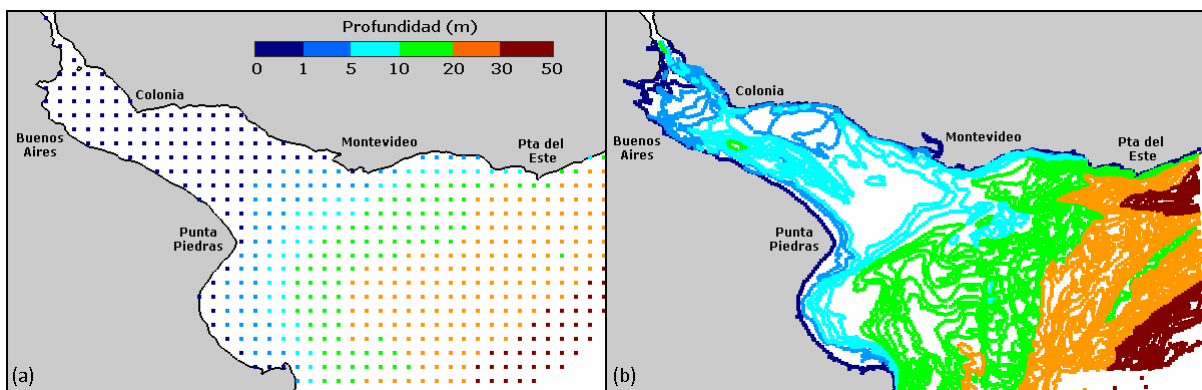 Profundidad (m)
0 1 5 10 20 30 50
Colonia
Buenos
Aires
Montevideo
Pta del
Este
Punta
Piedras
(a)
Colonia
Buenos
Aires
Montevideo
Pta del
Este
Punta
Piedras
(b)